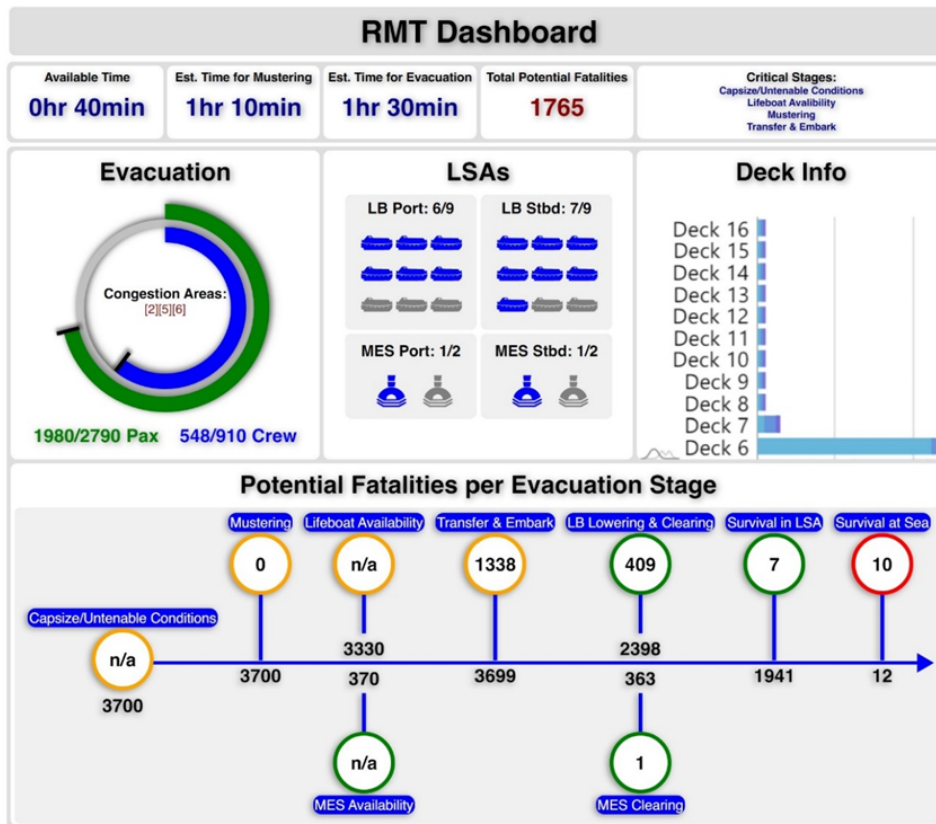 RMT Dashboard
Available Time
0hr 40min
Est. Time for Mustering
1hr 10min
Est. Time for Evacuation
1hr 30min
Total Potential Fatalities
1765
Critical Stages:
Capsize/Untenable Conditions
Lifeboat Avalibility
Mustering
Transfer & Embark
Evacuation
Congestion Areas:
[2][5][6]
1980/2790 Pax
548/910 Crew
LSAs
LB Port: 6/9
LB Stbd: 7/9
MES Port: 1/2
MES Stbd: 1/2
Deck Info
Deck 16
Deck 15
Deck 14
Deck 13
Deck 12
Deck 11
Deck 10
Deck 9
Deck 8
Deck 7
Deck 6
Potential Fatalities per Evacuation Stage
Capsize/Untenable Conditions
n/a
3700
Mustering
0
3700
Lifeboat Availability
n/a
3330
370
n/a
MES Availability
Transfer & Embark
1338
3699
LB Lowering & Clearing
409
2398
363
1
MES Clearing
Survival in LSA
7
1941
Survival at Sea
10
12